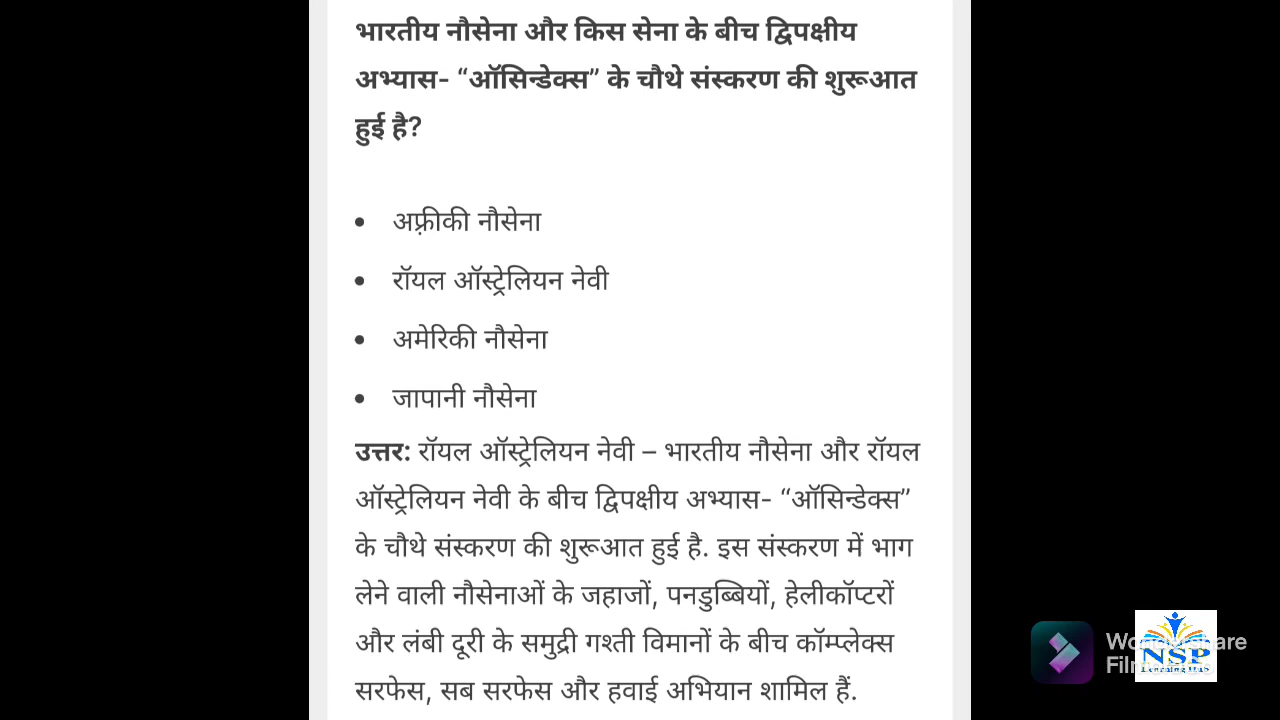 भारतीय नौसेना और किस सेना के बीच द्विपक्षीय
अभ्यास- “ऑसिन्डेक्स” के चौथे संस्करण की शुरूआत
हुई है?
• अफ़्रीकी नौसेना
• रॉयल ऑस्ट्रेलियन नेवी
• अमेरिकी नौसेना
• जापानी नौसेना
उत्तर: रॉयल ऑस्ट्रेलियन नेवी – भारतीय नौसेना और रॉयल
ऑस्ट्रेलियन नेवी के बीच द्विपक्षीय अभ्यास- “ऑसिन्डेक्स”
के चौथे संस्करण की शुरूआत हुई है. इस संस्करण में भाग
लेने वाली नौसेनाओं के जहाजों, पनडुब्बियों, हेलीकॉप्टरों
और लंबी दूरी के समुद्री गश्ती विमानों के बीच कॉम्प्लेक्स
सरफेस, सब सरफेस और हवाई अभियान शामिल हैं.
NSP